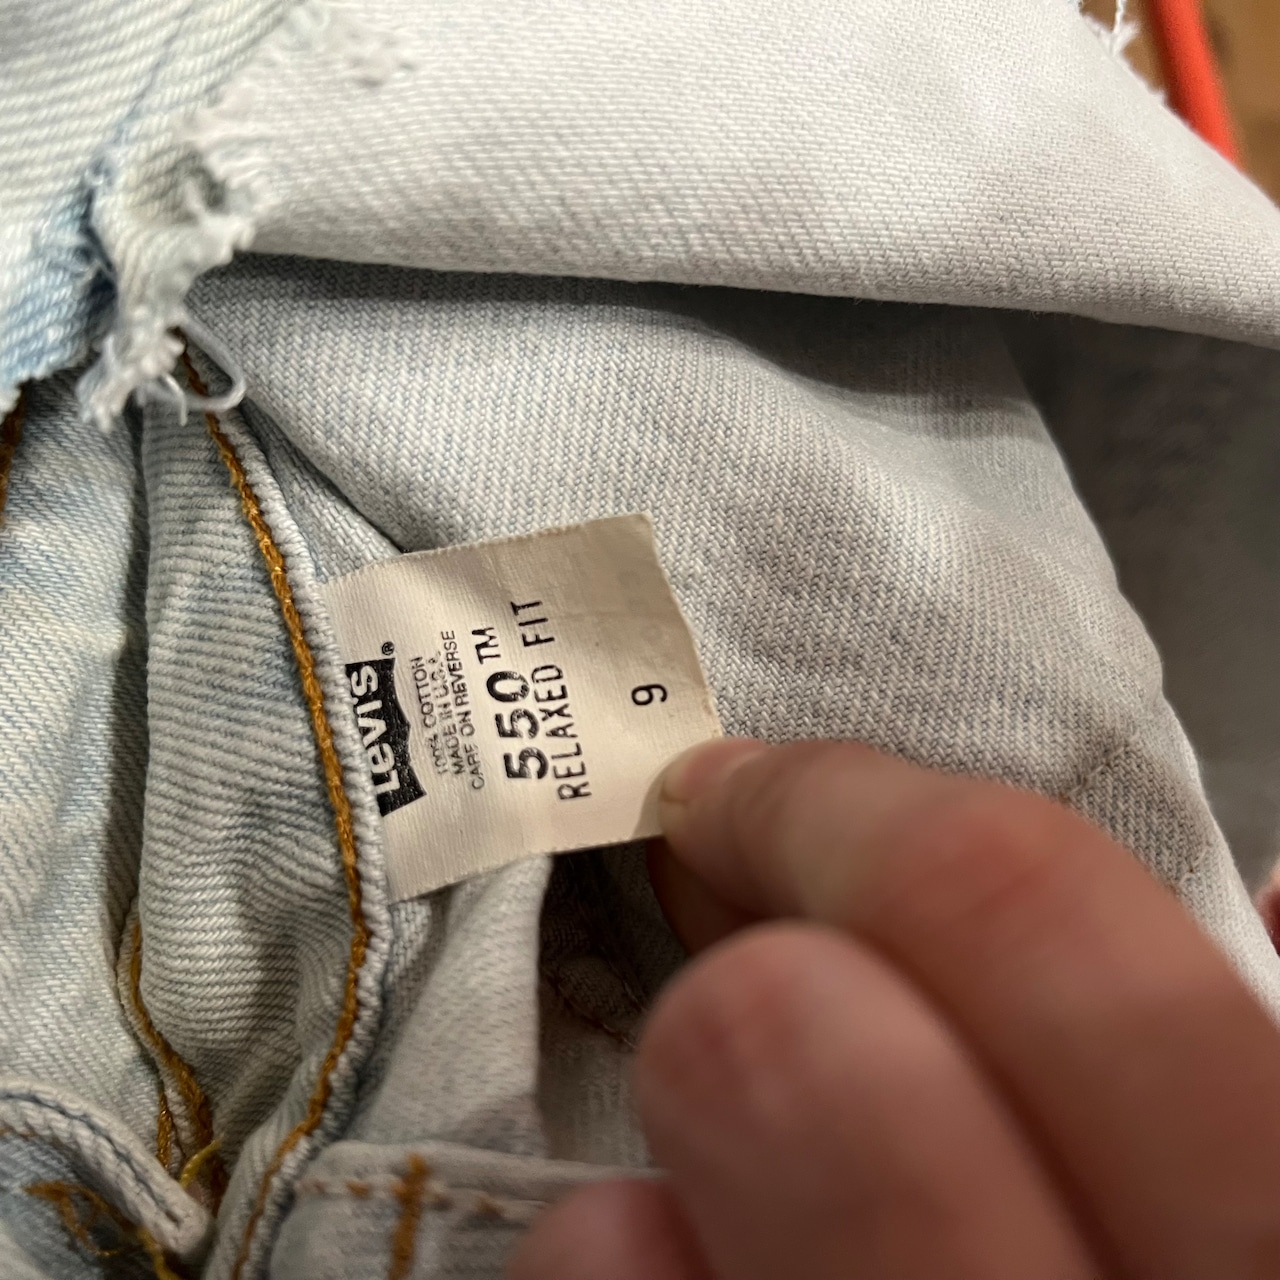 Levi's®
100% COTTON
MADE IN U.S.A.
CARE ON REVERSE
550™
RELAXED FIT
9